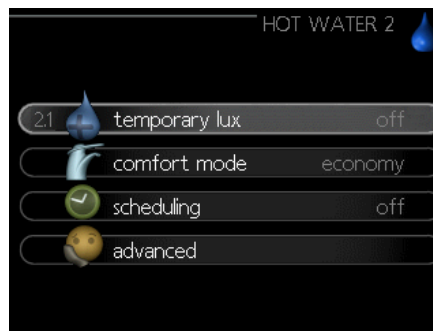 HOT WATER 2
2.1 temporary lux off
comfort mode economy
scheduling off
advanced